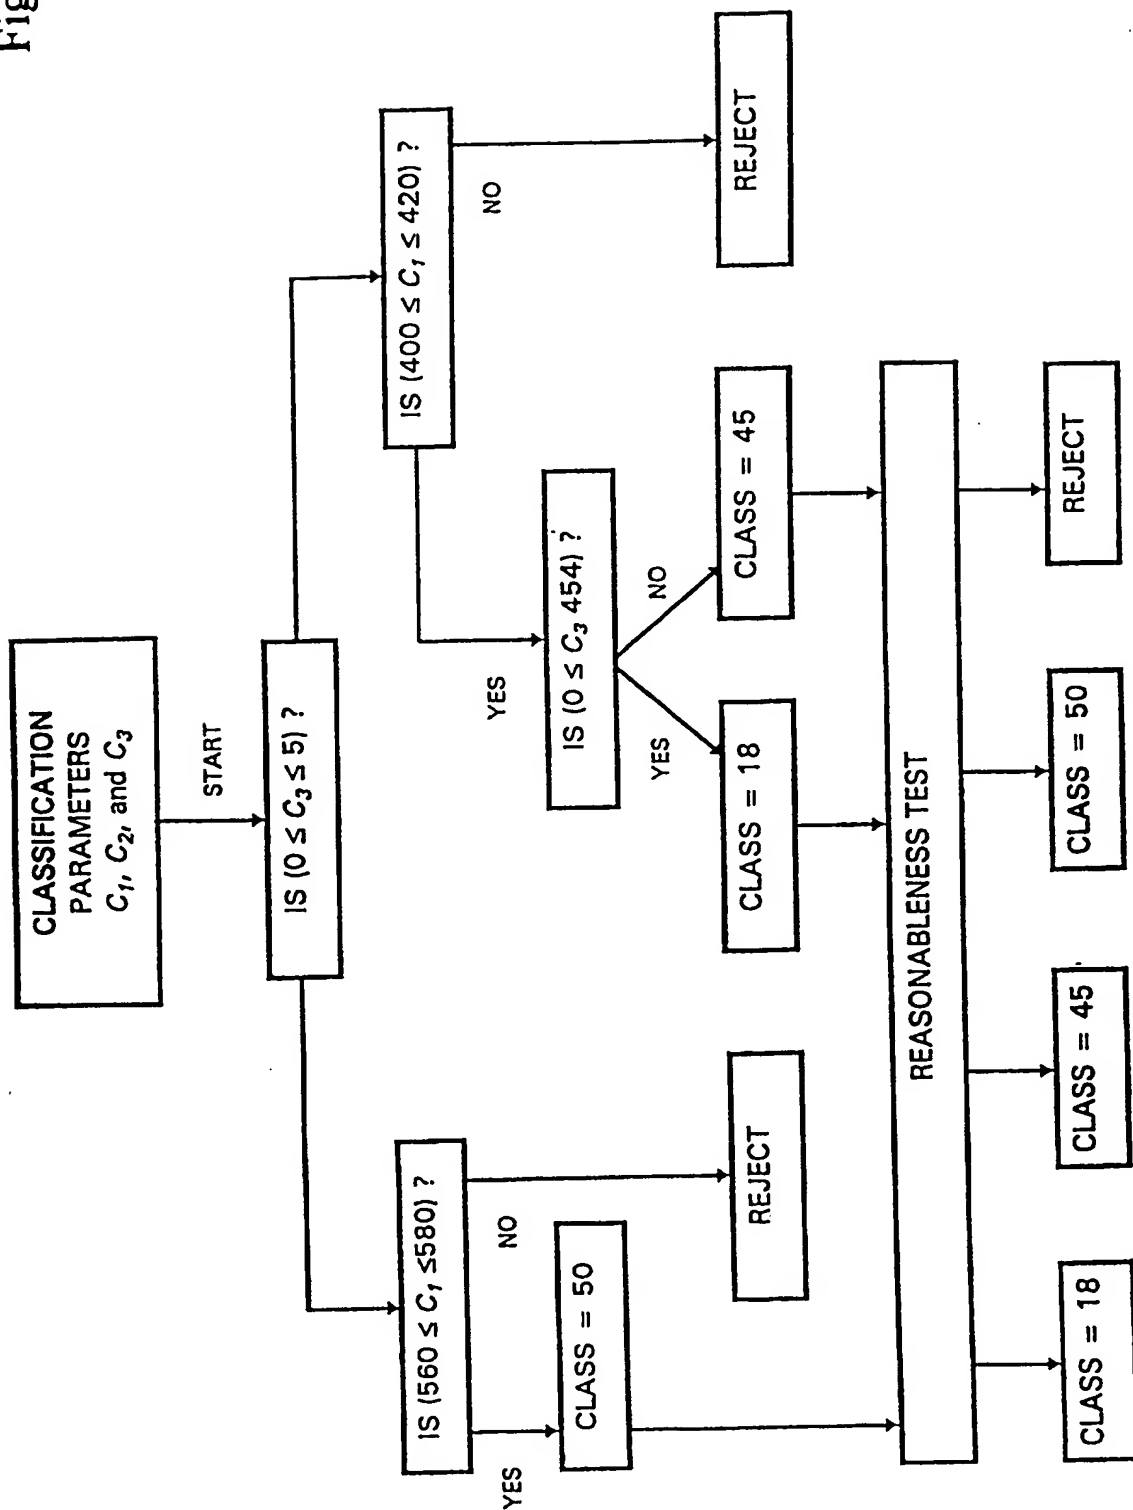 Fig
CLASSIFICATION
PARAMETERS
C₁, C₂, and C₃
START
IS (0 ≤ C₃ ≤ 5) ?
IS (560 ≤ C₁ ≤580) ?
IS (400 ≤ C₁ ≤ 420) ?
YES
NO
YES
NO
CLASS = 50
REJECT
IS (0 ≤ C₃ 454) ?
REJECT
YES
NO
CLASS = 18
CLASS = 45
REASONABLENESS TEST
CLASS = 18
CLASS = 45
CLASS = 50
REJECT